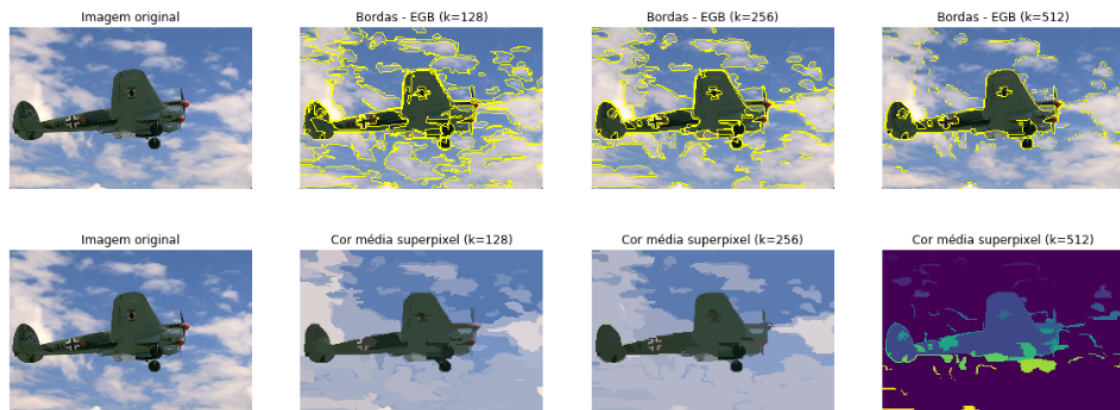 Imagem original
Bordas - EGB (k=128)
Bordas - EGB (k=256)
Bordas - EGB (k=512)
Imagem original
Cor média superpixel (k=128)
Cor média superpixel (k=256)
Cor média superpixel (k=512)